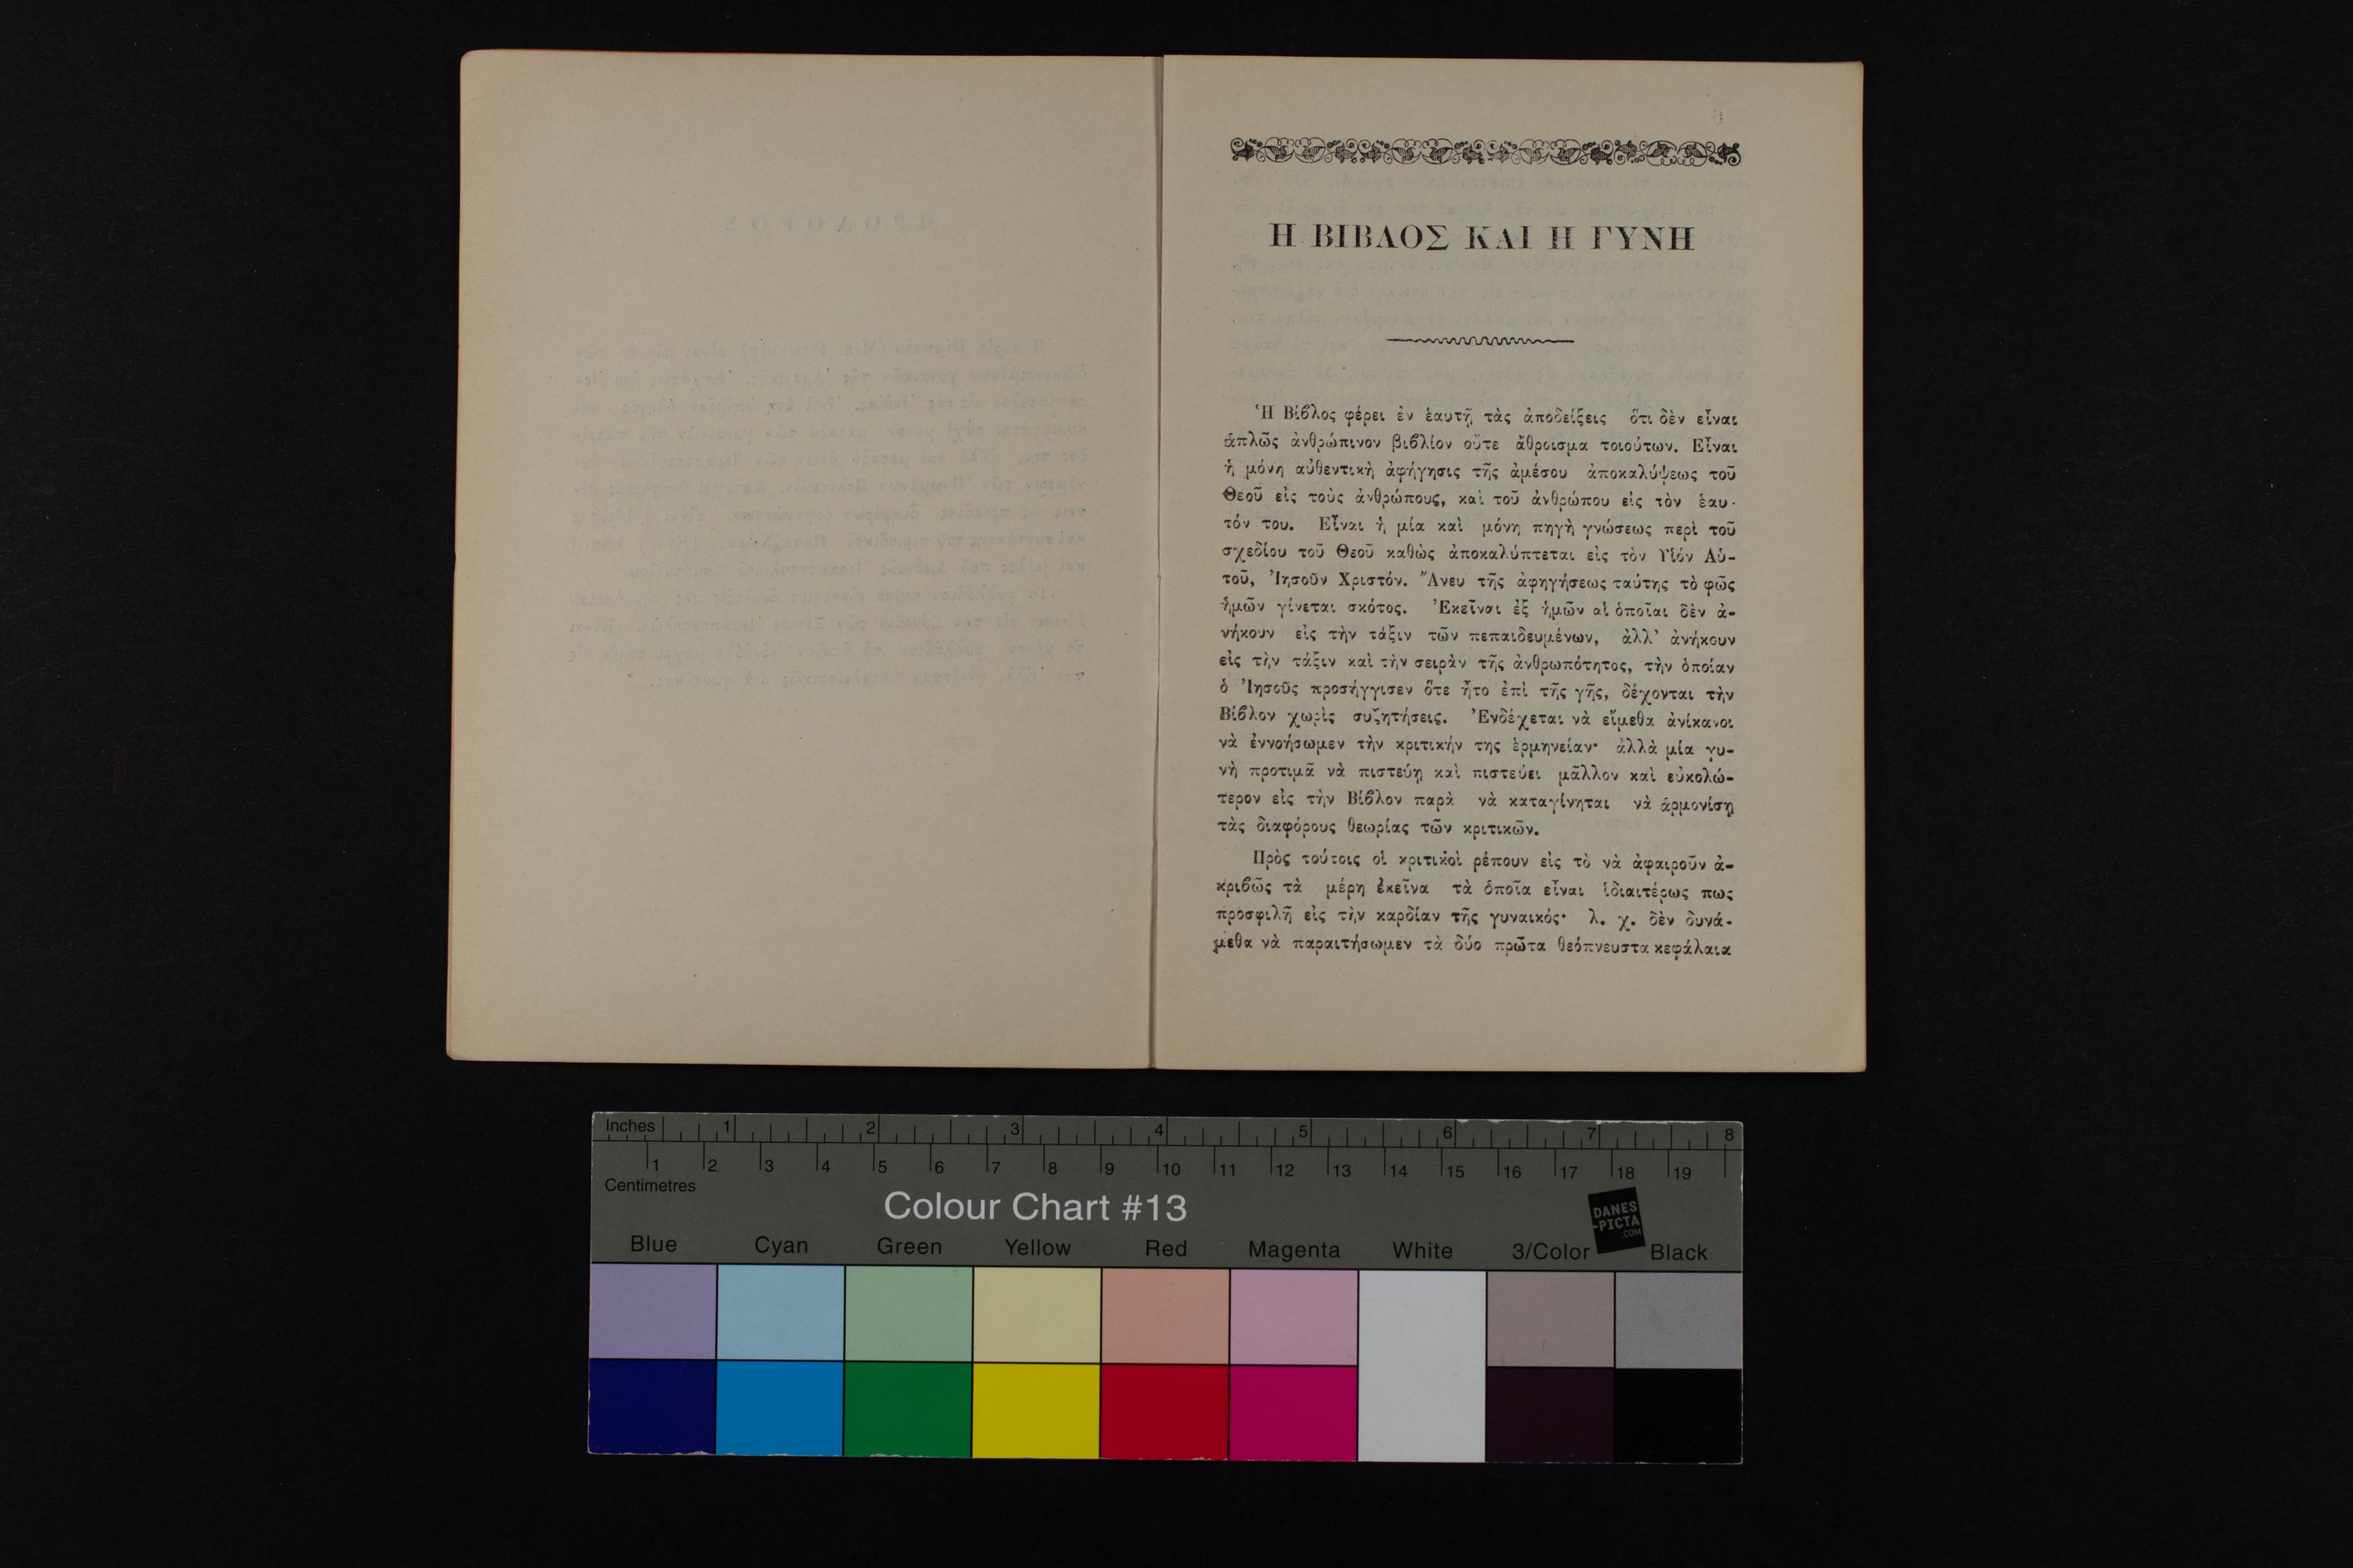 Η ΒΙΒΛΟΣ ΚΑΙ Η ΓΥΝΗ
Ἡ Βίβλος φέρει ἐν ἑαυτῇ τὰς ἀποδείξεις ὅτι δὲν εἶναι
ἁπλῶς ἀνθρώπινον βιβλίον οὔτε ἄθροισμα τοιούτων. Εἶναι
ἡ μόνη αὐθεντικὴ ἀφήγησις τῆς ἀμέσου ἀποκαλύψεως τοῦ
Θεοῦ εἰς τοὺς ἀνθρώπους, καὶ τοῦ ἀνθρώπου εἰς τὸν ἑαυ-
τόν του. Εἶναι ἡ μία καὶ μόνη πηγὴ γνώσεως περὶ τοῦ
σχεδίου τοῦ Θεοῦ καθὼς ἀποκαλύπτεται εἰς τὸν Υἱόν Αὐ-
τοῦ, Ἰησοῦν Χριστόν. Ἄνευ τῆς ἀφηγήσεως ταύτης τὸ φῶς
ἡμῶν γίνεται σκότος. Ἐκεῖναι ἐξ ἡμῶν αἱ ὁποῖαι δὲν ἀ-
νήκουν εἰς τὴν τάξιν τῶν πεπαιδευμένων, ἀλλ' ἀνήκουν
εἰς τὴν τάξιν καὶ τὴν σειρὰν τῆς ἀνθρωπότητος, τὴν ὁποίαν
ὁ Ἰησοῦς προσήγγισεν ὅτε ἦτο ἐπὶ τῆς γῆς, δέχονται τὴν
Βίβλον χωρὶς συζητήσεις. Ἐνδέχεται νὰ εἴμεθα ἀνίκανοι
νὰ ἐννοήσωμεν τὴν κριτικήν της ἑρμηνείαν· ἀλλὰ μία γυ-
νὴ προτιμᾶ νὰ πιστεύῃ καὶ πιστεύει μᾶλλον καὶ εὐκολώ-
τερον εἰς τὴν Βίβλον παρὰ νὰ καταγίνηται νὰ ἁρμονίσῃ
τὰς διαφόρους θεωρίας τῶν κριτικῶν.
Πρὸς τούτοις οἱ κριτικοὶ ρέπουν εἰς τὸ νὰ ἀφαιροῦν ἀ-
κριβῶς τὰ μέρη ἐκεῖνα τὰ ὁποῖα εἶναι ἰδιαιτέρως πως
προσφιλῆ εἰς τὴν καρδίαν τῆς γυναικός· λ. χ. δὲν δυνά-
μεθα νὰ παραιτήσωμεν τὰ δύο πρῶτα θεόπνευστα κεφάλαια
Inches 1 2 3 4 5 6 7 8
1 2 3 4 5 6 7 8 9 10 11 12 13 14 15 16 17 18 19
Centimetres
Colour Chart #13
DANES
-PICTA
.COM
Blue Cyan Green Yellow Red Magenta White 3/Color Black